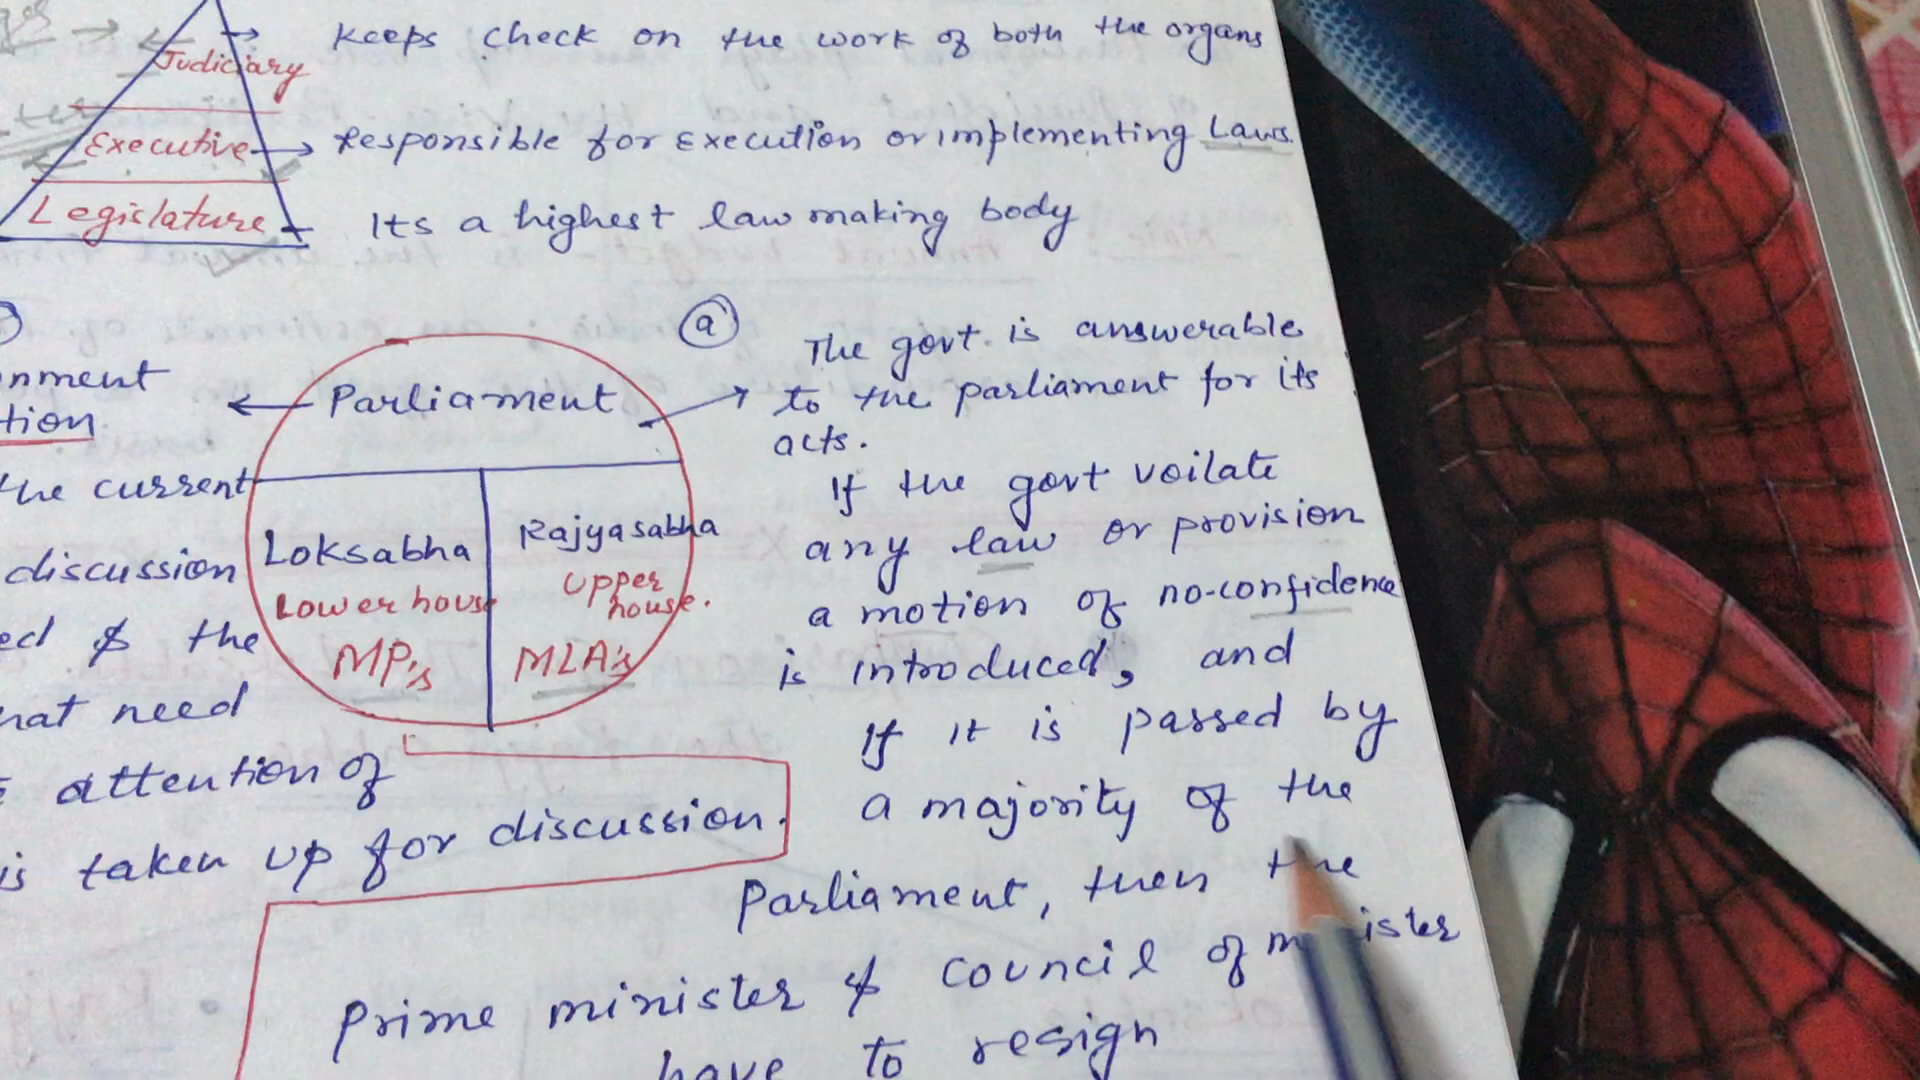 Keeps check on the work of both the organs
Judiciary
Executive → Responsible for Execution or implementing Laws.
Legislature Its a highest law making body
a
The govt. is answerable
to the parliament for its
acts.
If the govt voilate
any law or provision
a motion of no-confidence
is introduced, and
If it is passed by
a majority of the
Parliament, then the
Prime minister & council of
have to resign
nment
tion
← Parliament
the current
discussion
ed & the
hat need
attention of
is taken up for discussion.
Loksabha
Lower house
MP's
Rajyasabha
Upper
house.
MLA's